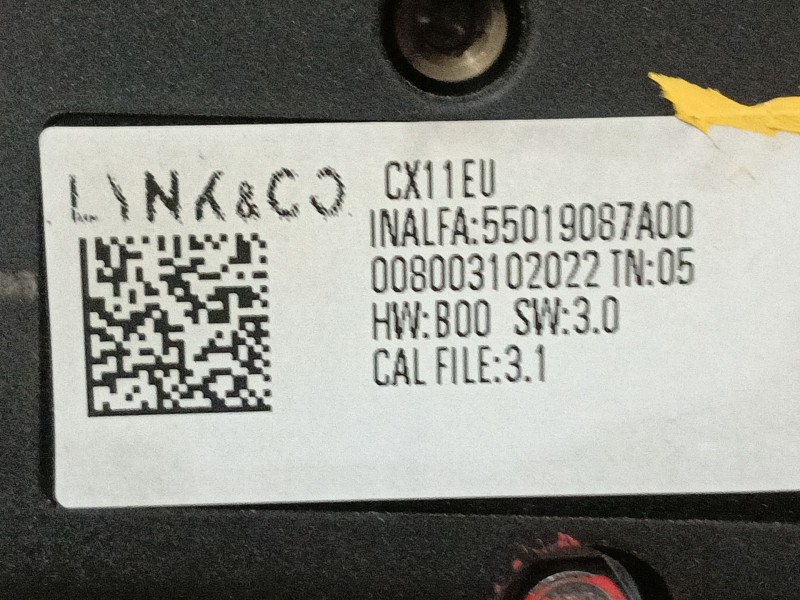 LYNK&CO
CX11EU
INALFA:55019087A00
008003102022 TN:05
HW:B00 SW:3.0
CAL FILE:3.1